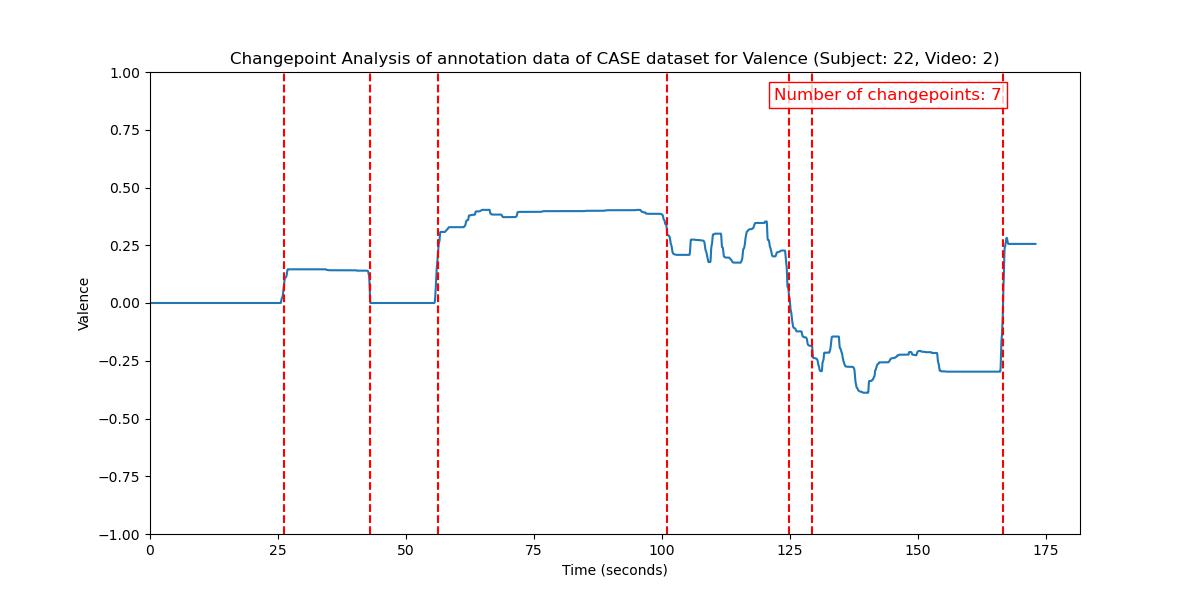 Changepoint Analysis of annotation data of CASE dataset for Valence (Subject: 22, Video: 2)
Number of changepoints: 7
Valence
1.00
0.75
0.50
0.25
0.00
−0.25
−0.50
−0.75
−1.00
0 25 50 75 100 125 150 175
Time (seconds)